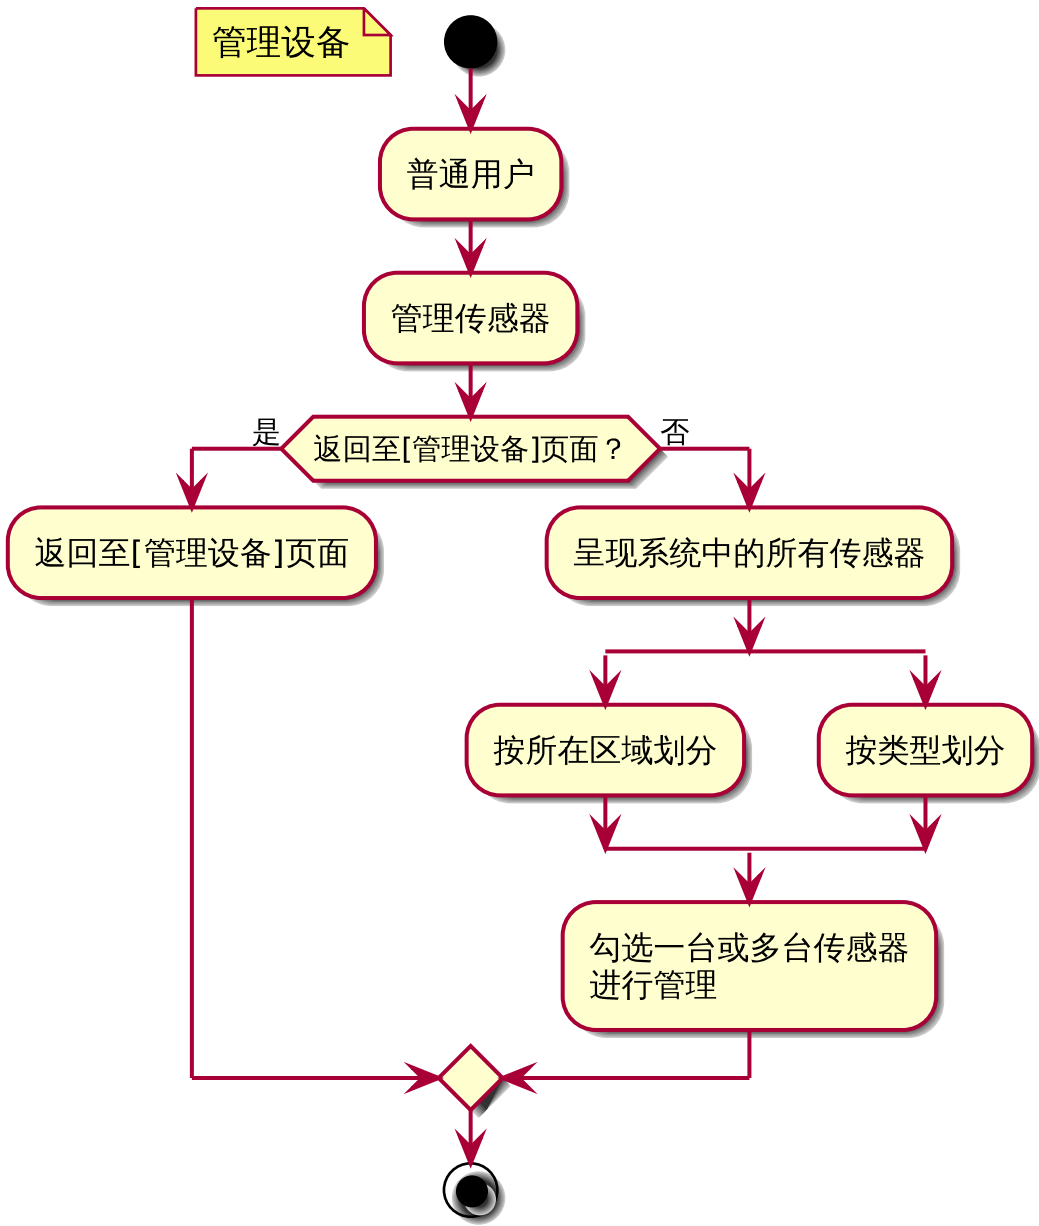 管理设备
普通用户
管理传感器
是
返回至[管理设备]页面？
否
返回至[管理设备]页面
呈现系统中的所有传感器
按所在区域划分
按类型划分
勾选一台或多台传感器
进行管理